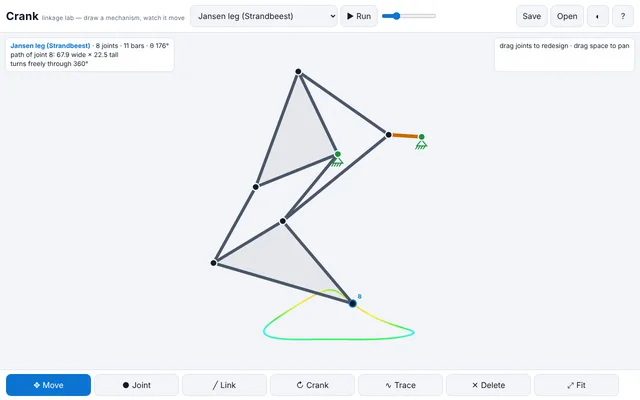 Crank linkage lab — draw a mechanism, watch it move
Jansen leg (Strandbeest)
▶ Run
Save
Open
?
Jansen leg (Strandbeest) · 8 joints · 11 bars · θ 176°
path of joint 8: 67.9 wide × 22.5 tall
turns freely through 360°
drag joints to redesign · drag space to pan
8
✥ Move
● Joint
╱ Link
↻ Crank
∿ Trace
✕ Delete
⤢ Fit